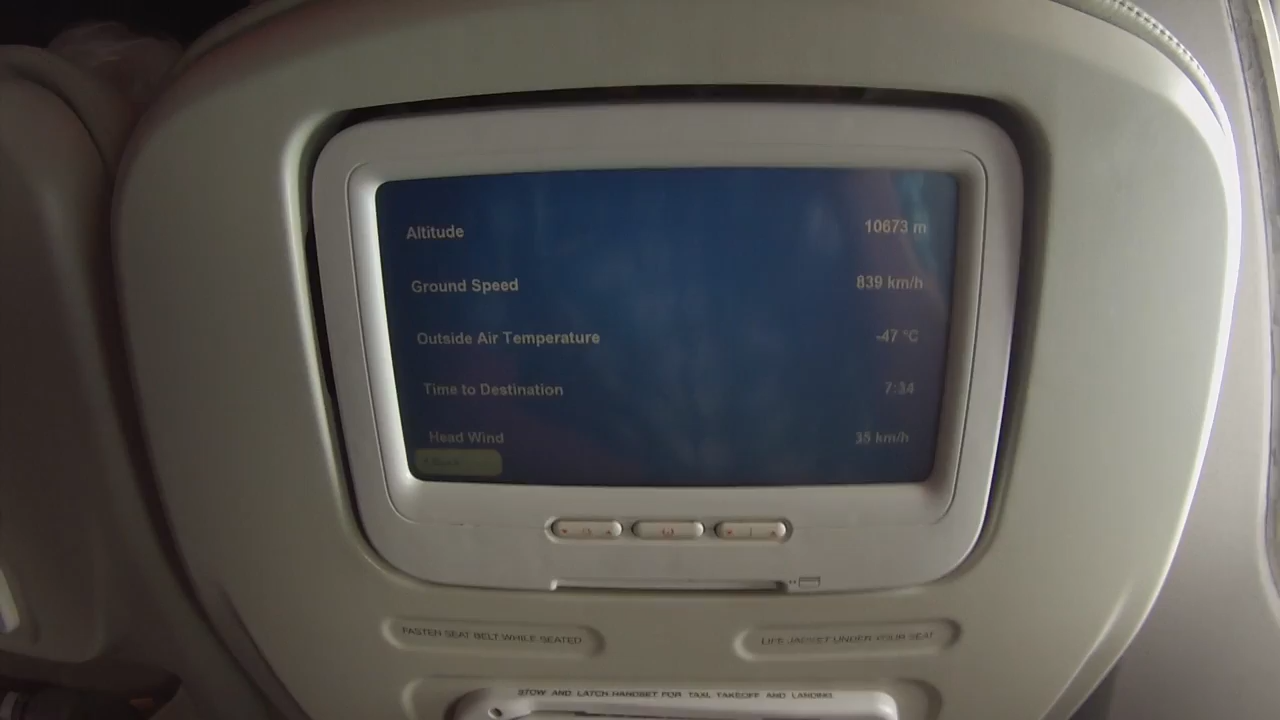 Altitude 10673 m
Ground Speed 839 km/h
Outside Air Temperature -47 °C
Time to Destination 7:34
Head Wind 35 km/h
FASTEN SEAT BELT WHILE SEATED
LIFE JACKET UNDER YOUR SEAT
STOW AND LATCH HANDSET FOR TAXI, TAKEOFF AND LANDING